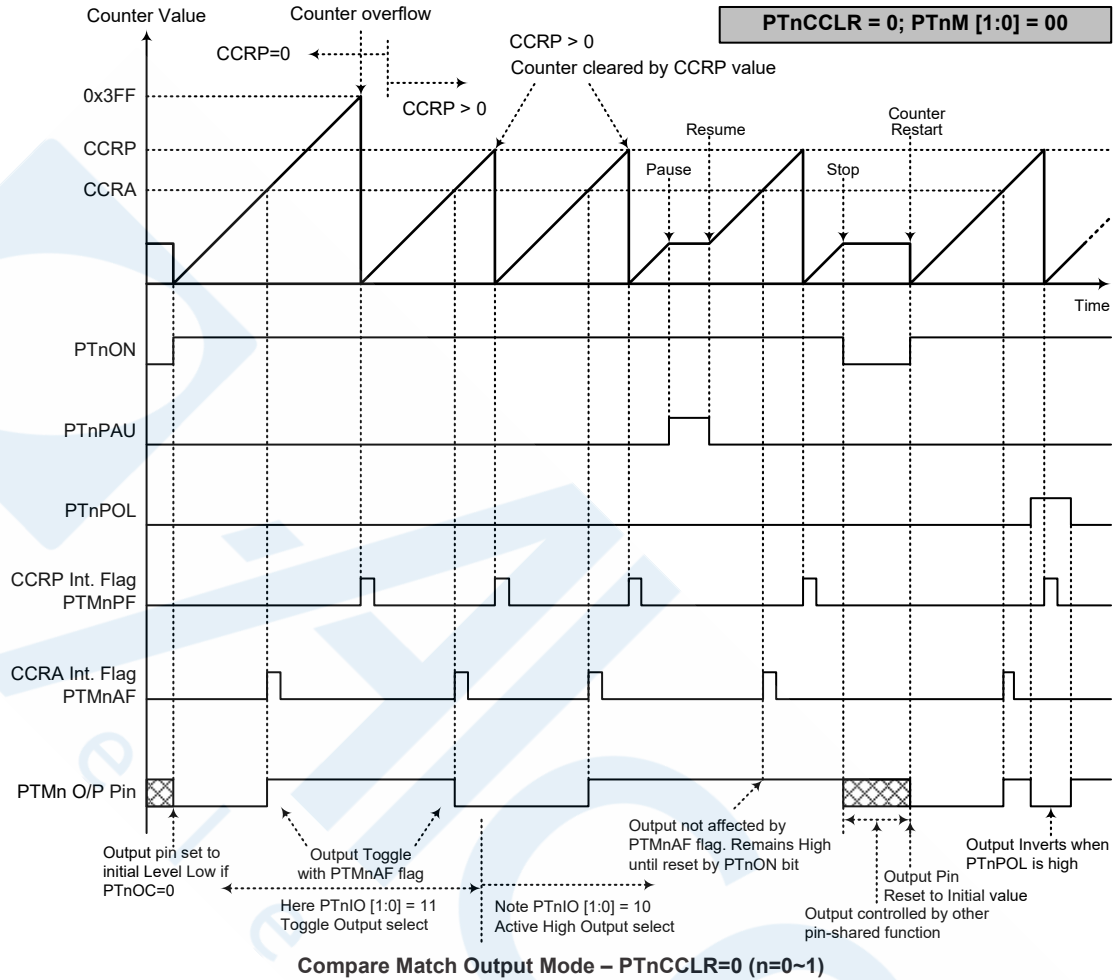 Counter Value
Counter overflow
PTnCCLR = 0; PTnM [1:0] = 00
CCRP=0
CCRP > 0
CCRP > 0
Counter cleared by CCRP value
0x3FF
CCRP
CCRA
Pause
Resume
Stop
Counter
Restart
Time
PTnON
PTnPAU
PTnPOL
CCRP Int. Flag
PTMnPF
CCRA Int. Flag
PTMnAF
PTMn O/P Pin
Output pin set to
initial Level Low if
PTnOC=0
Output Toggle
with PTMnAF flag
Here PTnIO [1:0] = 11
Toggle Output select
Note PTnIO [1:0] = 10
Active High Output select
Output not affected by
PTMnAF flag. Remains High
until reset by PTnON bit
Output Pin
Reset to Initial value
Output controlled by other
pin-shared function
Output Inverts when
PTnPOL is high
Compare Match Output Mode – PTnCCLR=0 (n=0~1)